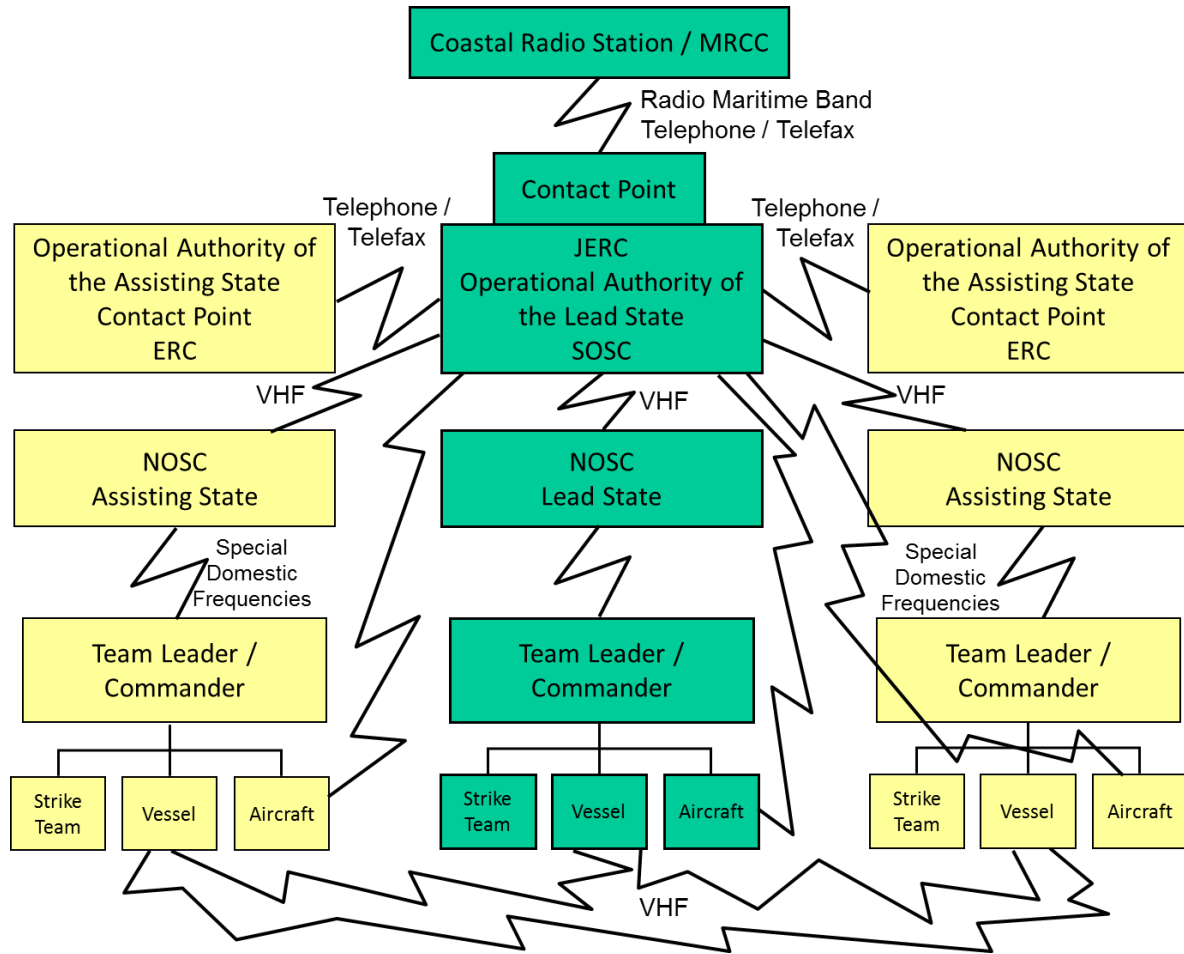 Coastal Radio Station / MRCC
Radio Maritime Band
Telephone / Telefax
Contact Point
Telephone /
Telefax
Telephone /
Telefax
Operational Authority of
the Assisting State
Contact Point
ERC
JERC
Operational Authority of
the Lead State
SOSC
Operational Authority of
the Assisting State
Contact Point
ERC
VHF
VHF
VHF
NOSC
Assisting State
NOSC
Lead State
NOSC
Assisting State
Special
Domestic
Frequencies
Special
Domestic
Frequencies
Team Leader /
Commander
Team Leader /
Commander
Team Leader /
Commander
Strike
Team
Vessel
Aircraft
Strike
Team
Vessel
Aircraft
Strike
Team
Vessel
Aircraft
VHF